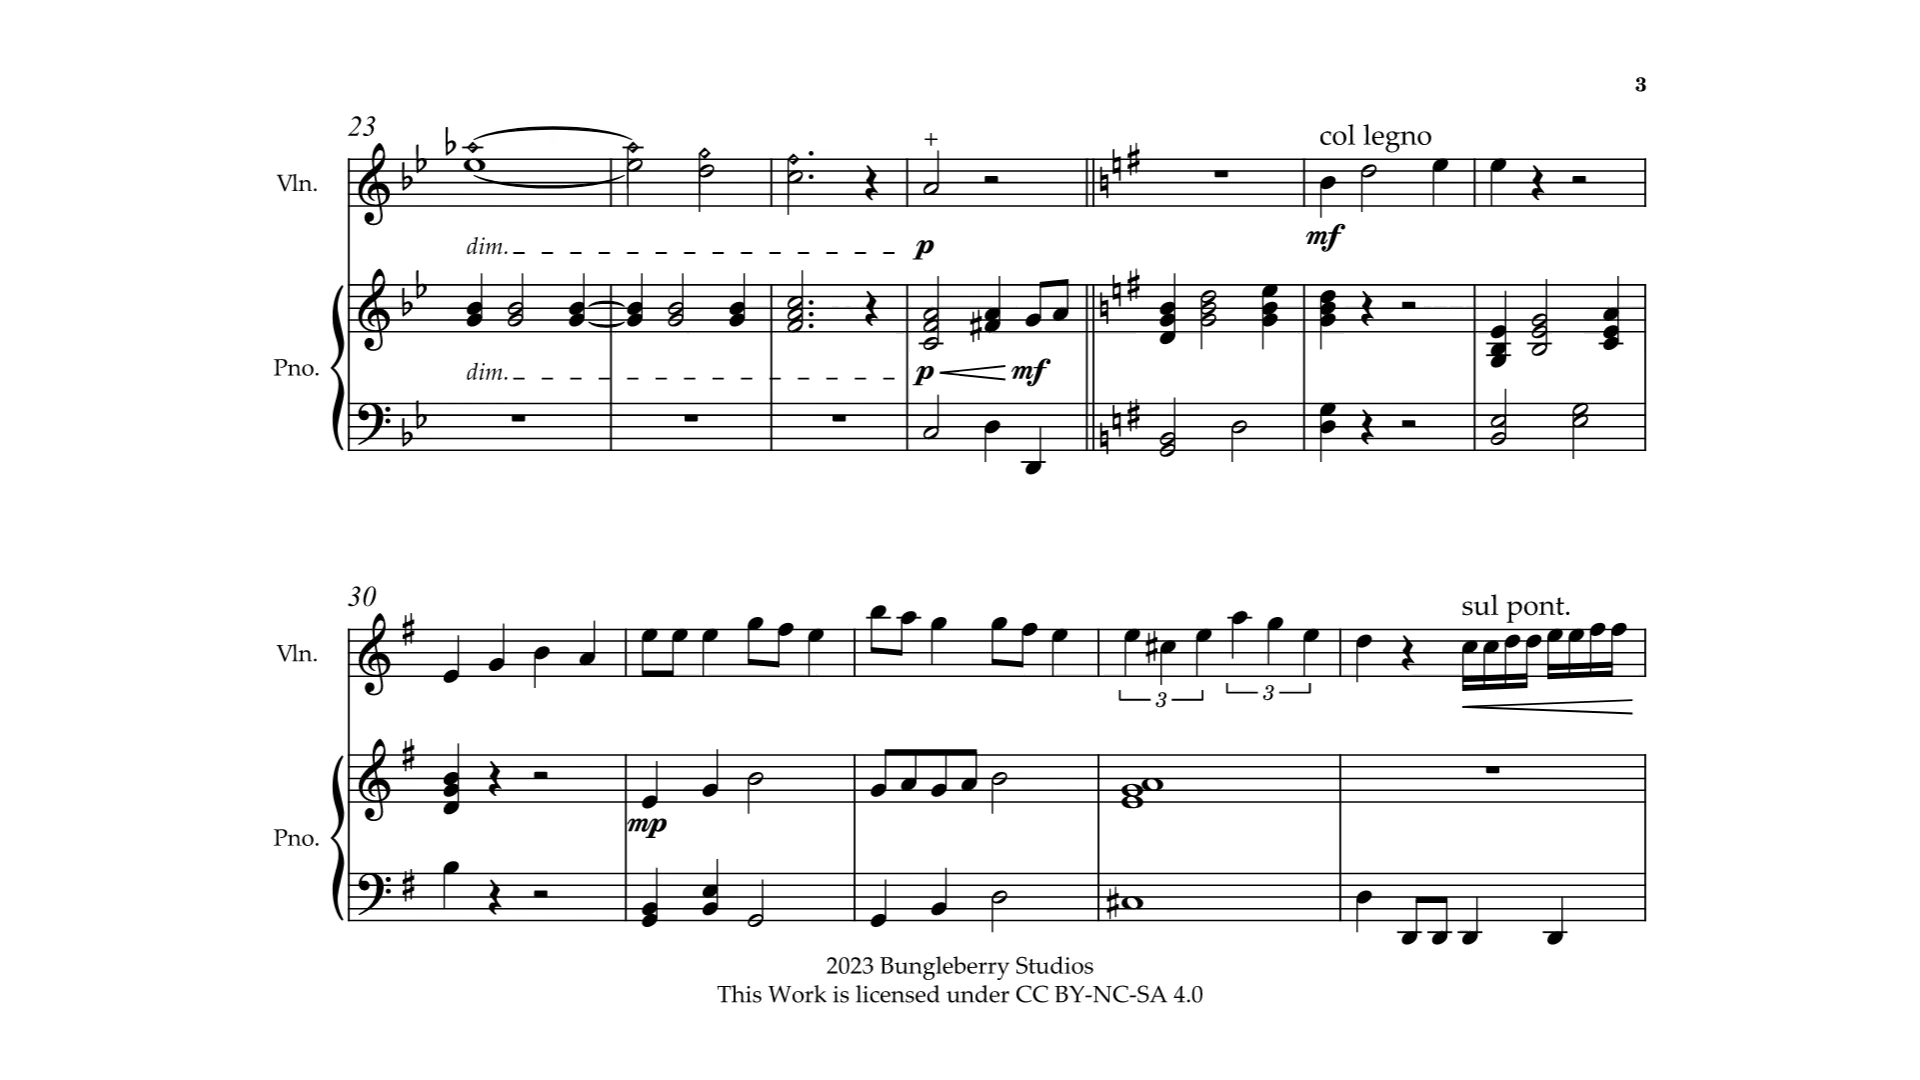 3
23
col legno
Vln.
mf
dim.
p
+
Pno.
dim.
p
mf
30
sul pont.
Vln.
3
3
Pno.
mp
2023 Bungleberry Studios
This Work is licensed under CC BY-NC-SA 4.0